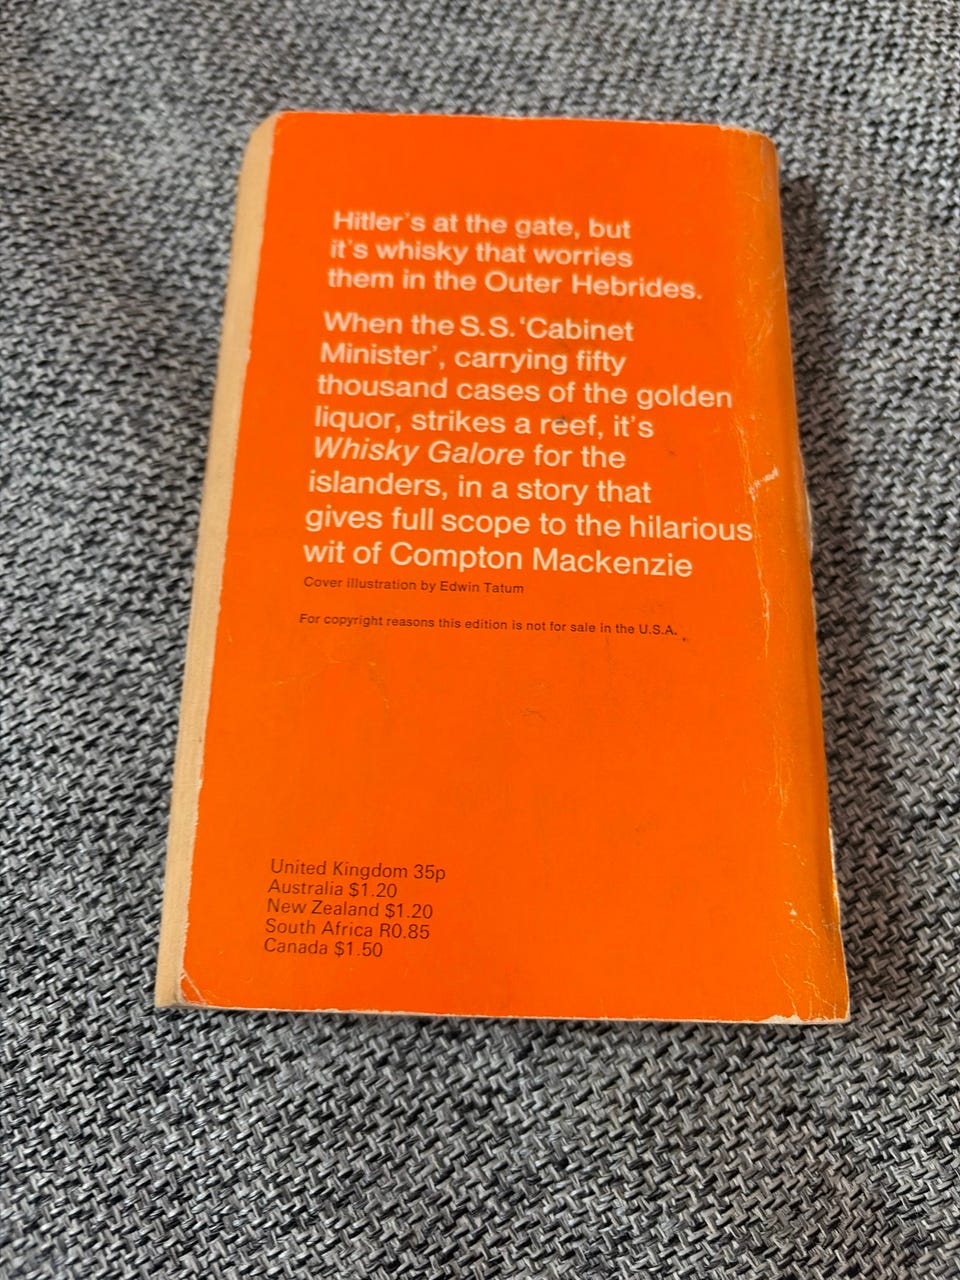 Hitler's at the gate, but
it's whisky that worries
them in the Outer Hebrides.
When the S.S. 'Cabinet
Minister', carrying fifty
thousand cases of the golden
liquor, strikes a reef, it's
Whisky Galore for the
islanders, in a story that
gives full scope to the hilarious
wit of Compton Mackenzie
Cover illustration by Edwin Tatum
For copyright reasons this edition is not for sale in the U.S.A.
United Kingdom 35p
Australia $1.20
New Zealand $1.20
South Africa R0.85
Canada $1.50